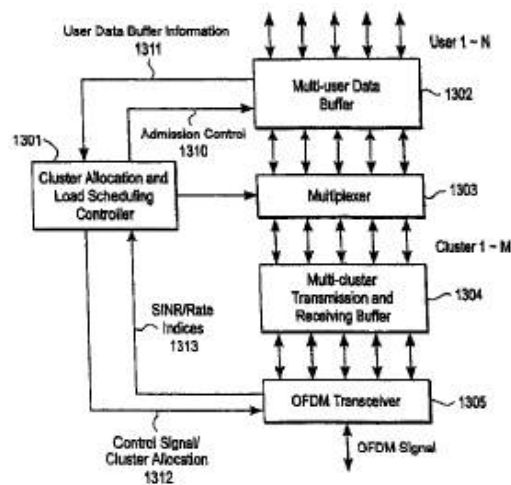 User Data Buffer Information
1311
User 1 ~ N
Multi-user Data
Buffer
1302
1301
Admission Control
1310
Cluster Allocation and
Load Scheduling
Controller
Multiplexer
1303
Cluster 1 ~ M
Multi-cluster
Transmission and
Receiving Buffer
1304
SINR/Rate
Indices
1313
OFDM Transceiver
1305
Control Signal/
Cluster Allocation
1312
OFDM Signal